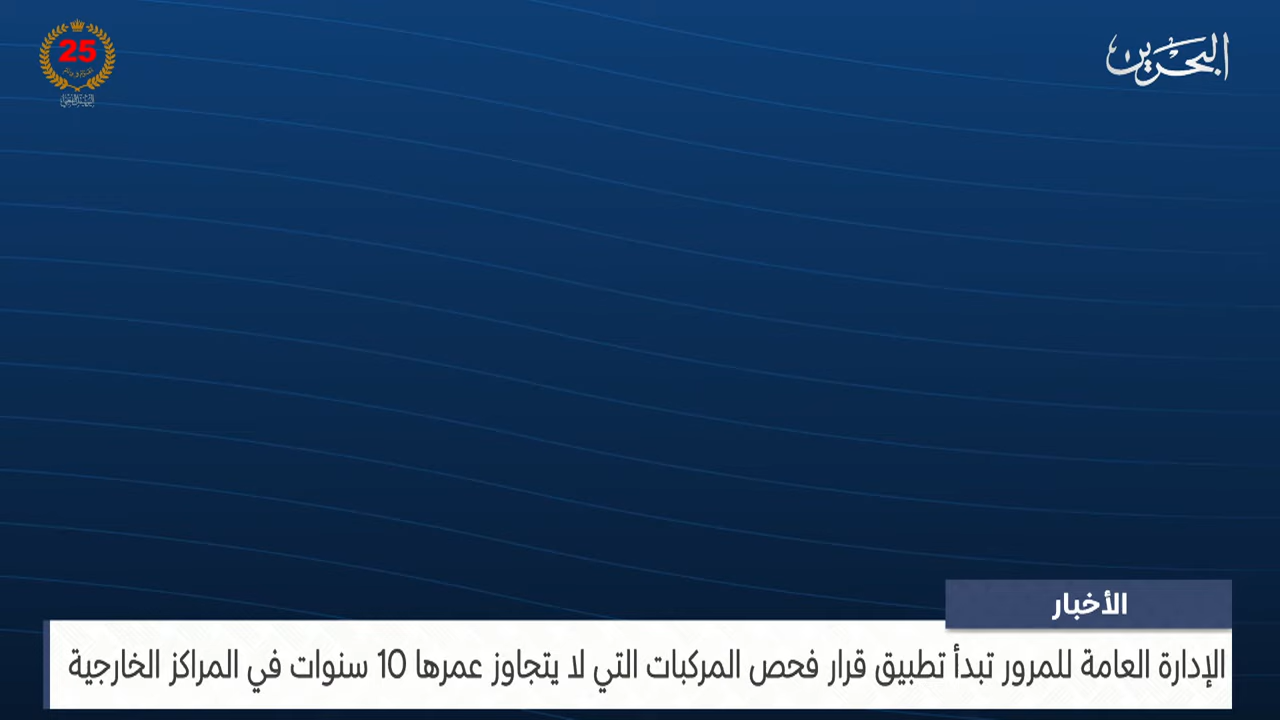 البحرين
25
الأخبار
الإدارة العامة للمرور تبدأ تطبيق قرار فحص المركبات التي لا يتجاوز عمرها 10 سنوات في المراكز الخارجية